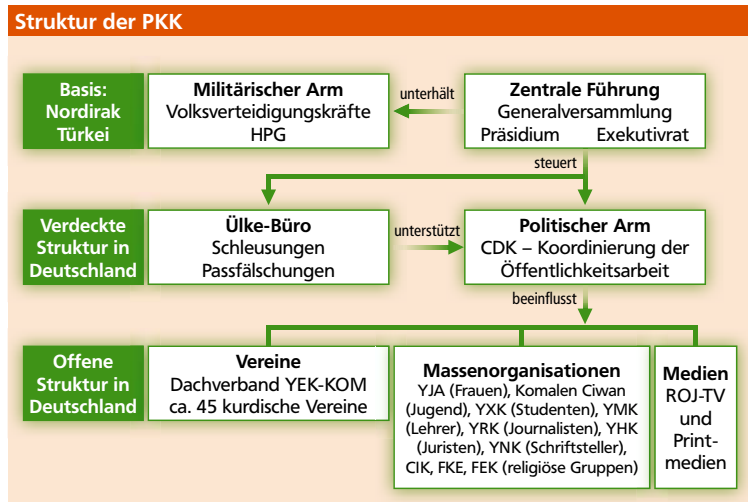 Struktur der PKK
Basis:
Nordirak
Türkei
Militärischer Arm
Volksverteidigungskräfte
HPG
unterhält
Zentrale Führung
Generalversammlung
Präsidium Exekutivrat
steuert
Verdeckte
Struktur in
Deutschland
Ülke-Büro
Schleusungen
Passfälschungen
unterstützt
Politischer Arm
CDK – Koordinierung der
Öffentlichkeitsarbeit
beeinflusst
Offene
Struktur in
Deutschland
Vereine
Dachverband YEK-KOM
ca. 45 kurdische Vereine
Massenorganisationen
YJA (Frauen), Komalen Ciwan
(Jugend), YXK (Studenten), YMK
(Lehrer), YRK (Journalisten), YHK
(Juristen), YNK (Schriftsteller),
CIK, FKE, FEK (religiöse Gruppen)
Medien
ROJ-TV
und
Print-
medien